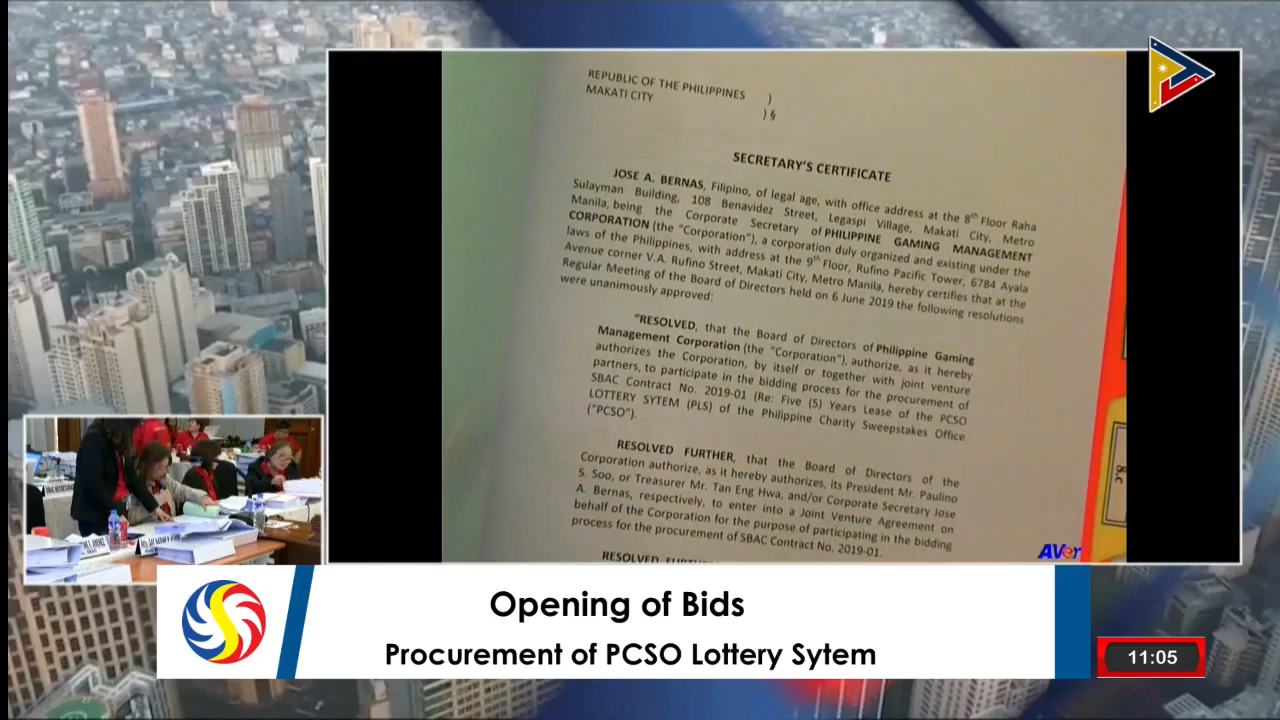 REPUBLIC OF THE PHILIPPINES )
MAKATI CITY ) §
SECRETARY'S CERTIFICATE
JOSE A. BERNAS, Filipino, of legal age, with office address at the 8th Floor Raha
Sulayman Building, 108 Benavidez Street, Legaspi Village, Makati City, Metro
Manila, being the Corporate Secretary of PHILIPPINE GAMING MANAGEMENT
CORPORATION (the "Corporation"), a corporation duly organized and existing under the
laws of the Philippines, with address at the 9th Floor, Rufino Pacific Tower, 6784 Ayala
Avenue corner V.A. Rufino Street, Makati City, Metro Manila, hereby certifies that at the
Regular Meeting of the Board of Directors held on 6 June 2019 the following resolutions
were unanimously approved:
"RESOLVED, that the Board of Directors of Philippine Gaming
Management Corporation (the "Corporation"), authorize, as it hereby
authorizes the Corporation, by itself or together with joint venture
partners, to participate in the bidding process for the procurement of
SBAC Contract No. 2019-01 (Re: Five (5) Years Lease of the PCSO
LOTTERY SYTEM (PLS) of the Philippine Charity Sweepstakes Office
("PCSO").
RESOLVED FURTHER, that the Board of Directors of the
Corporation authorize, as it hereby authorizes, its President Mr. Paulino
S. Soo, or Treasurer Mr. Tan Eng Hwa, and/or Corporate Secretary Jose
A. Bernas, respectively, to enter into a Joint Venture Agreement on
behalf of the Corporation for the purpose of participating in the bidding
process for the procurement of SBAC Contract No. 2019-01.
RESOLVED
8.c
AVer
Opening of Bids
Procurement of PCSO Lottery Sytem
11:05